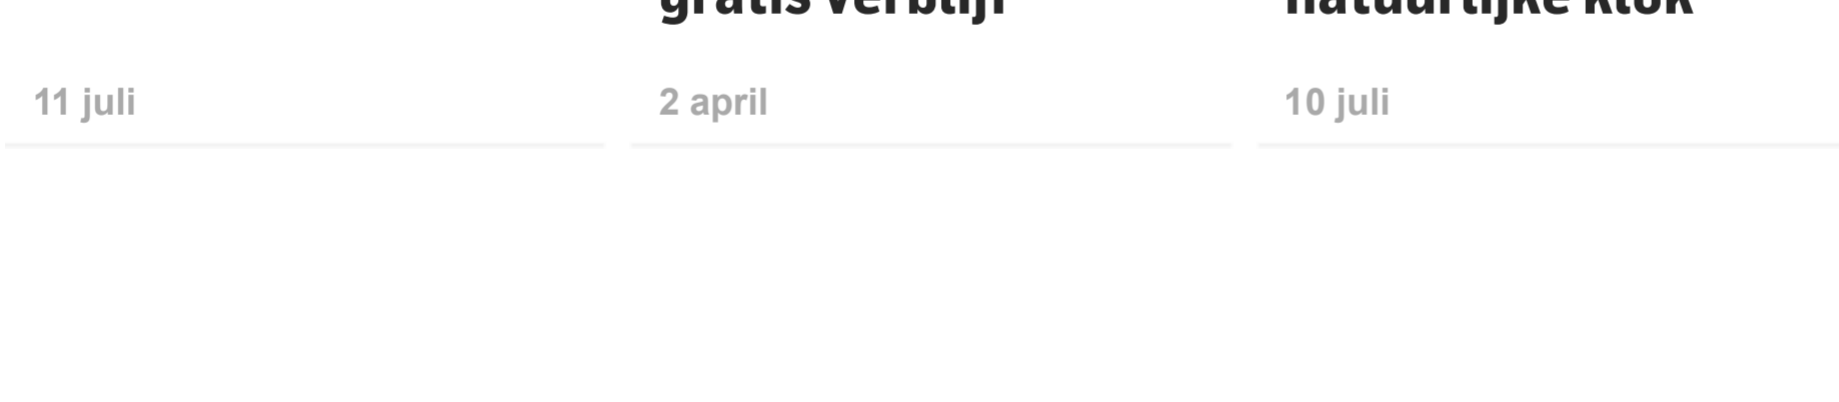 gratis verblijf
natuurlijke klok
11 juli
2 april
10 juli